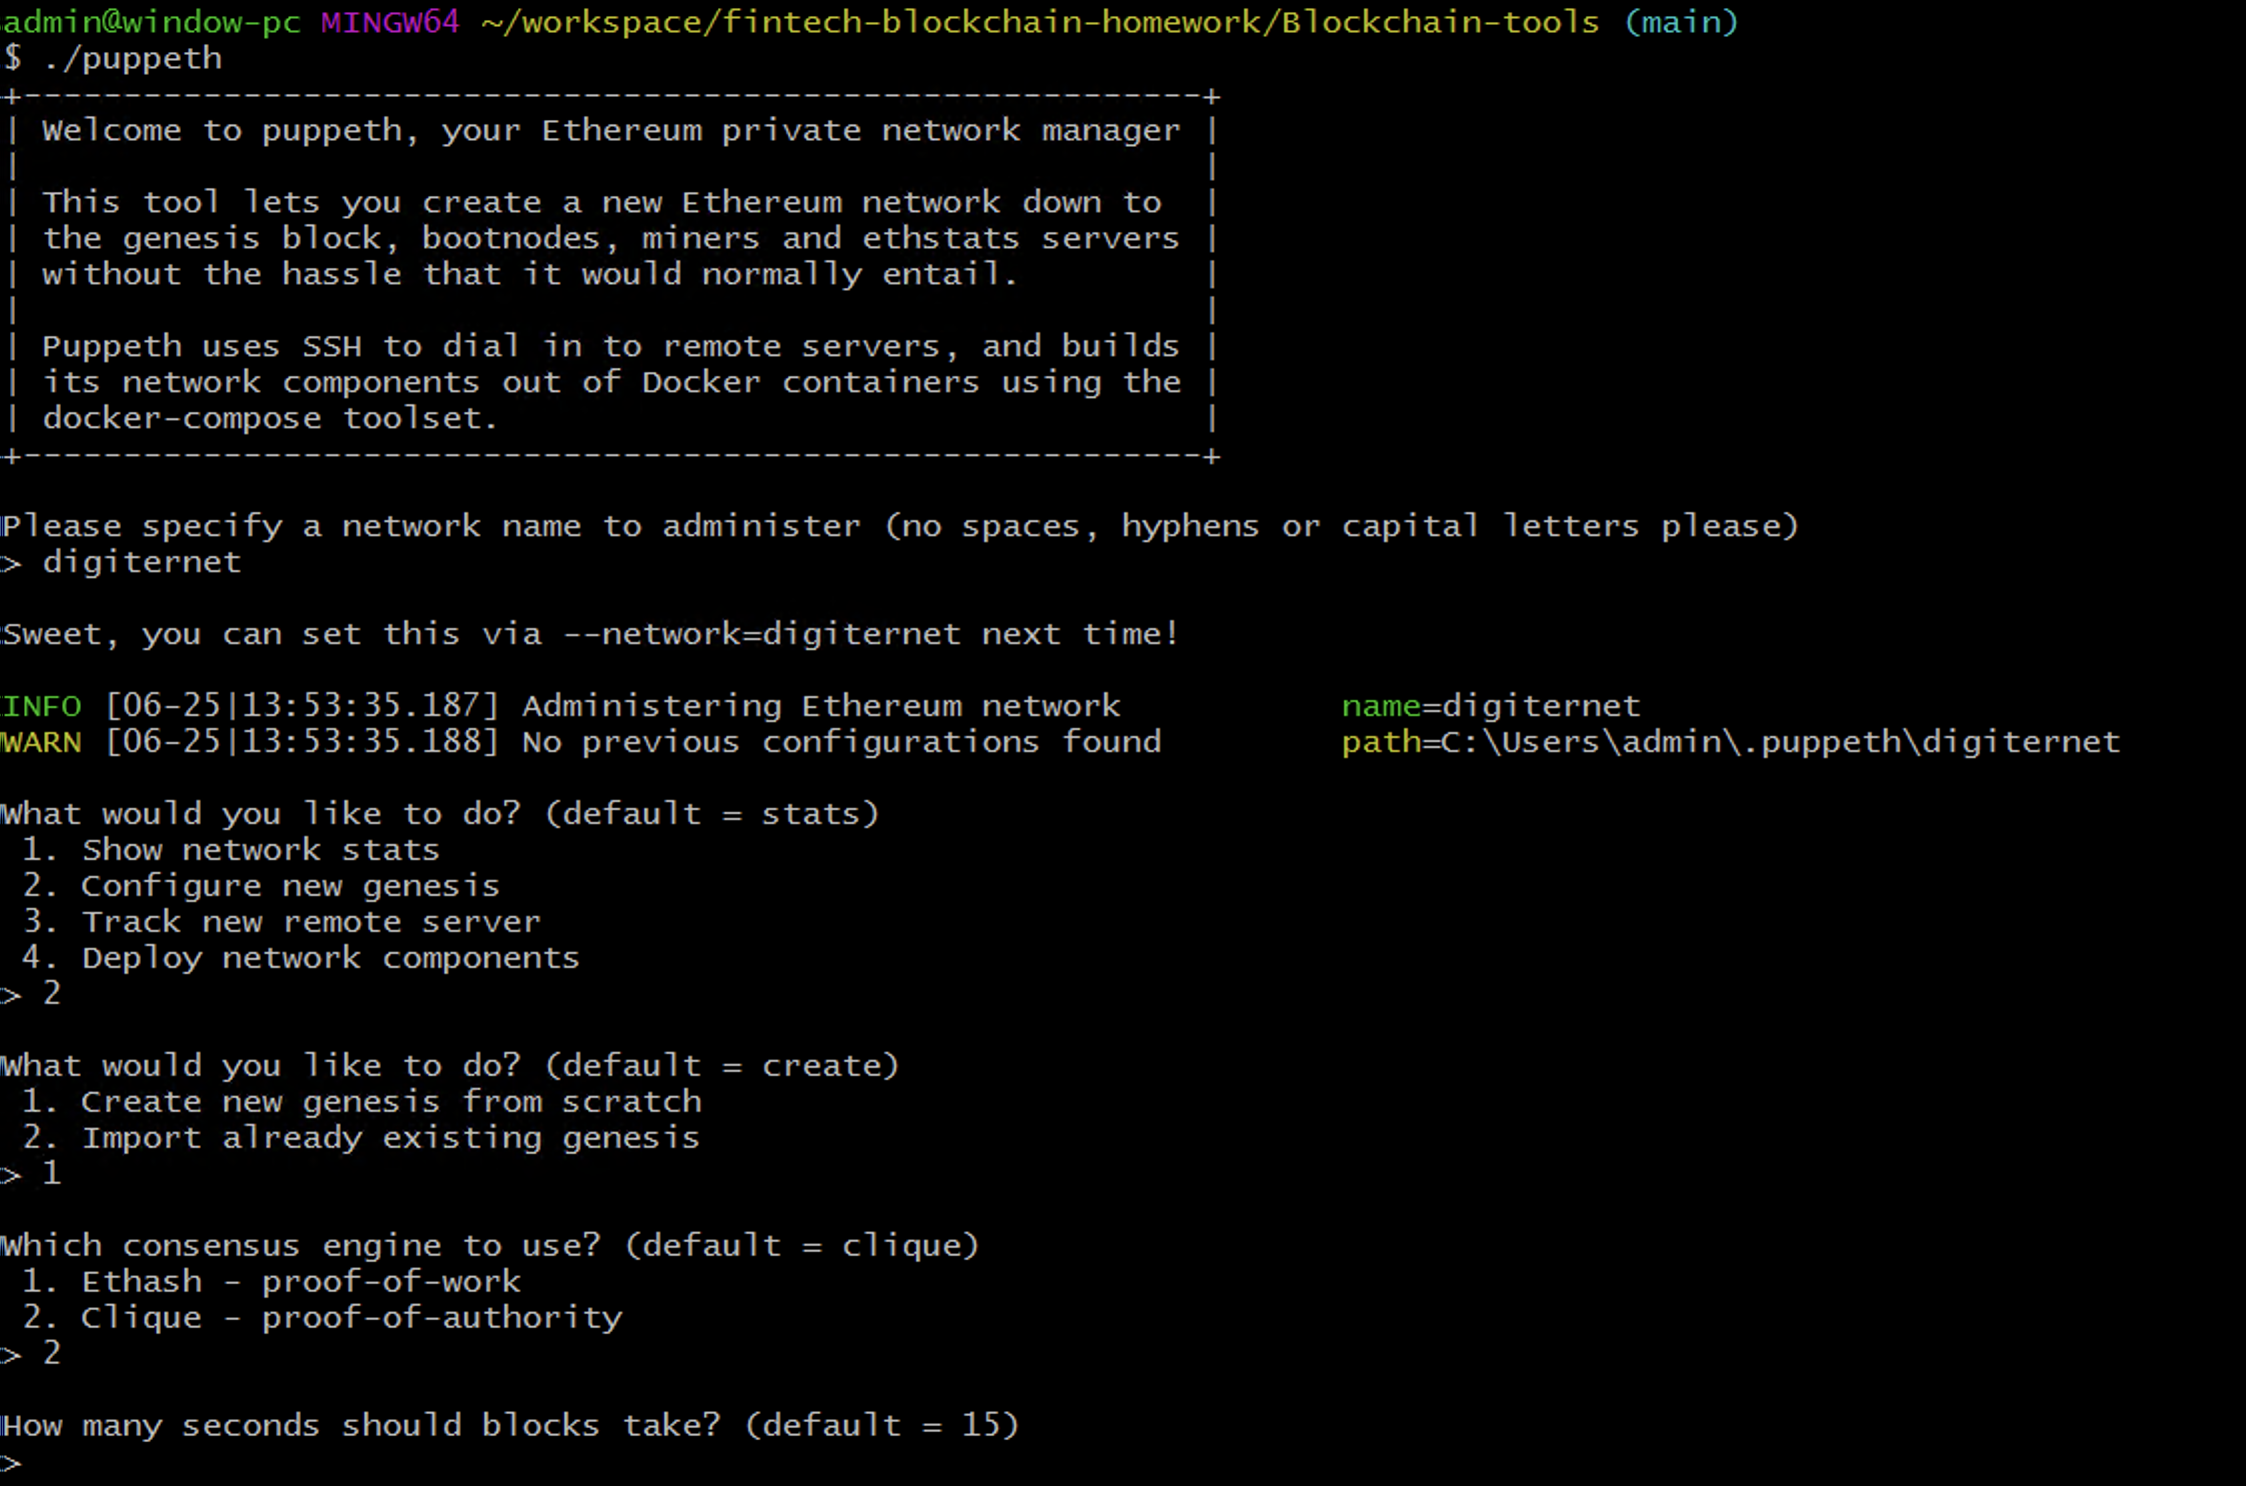 admin@window-pc MINGW64 ~/workspace/fintech-blockchain-homework/Blockchain-tools (main)
$ ./puppeth
+-----------------------------------------------------------+
| Welcome to puppeth, your Ethereum private network manager |
|                                                           |
| This tool lets you create a new Ethereum network down to  |
| the genesis block, bootnodes, miners and ethstats servers |
| without the hassle that it would normally entail.         |
|                                                           |
| Puppeth uses SSH to dial in to remote servers, and builds |
| its network components out of Docker containers using the |
| docker-compose toolset.                                   |
+-----------------------------------------------------------+
Please specify a network name to administer (no spaces, hyphens or capital letters please)
> digiternet
Sweet, you can set this via --network=digiternet next time!
INFO [06-25|13:53:35.187] Administering Ethereum network           name=digiternet
WARN [06-25|13:53:35.188] No previous configurations found         path=C:\Users\admin\.puppeth\digiternet
What would you like to do? (default = stats)
 1. Show network stats
 2. Configure new genesis
 3. Track new remote server
 4. Deploy network components
> 2
What would you like to do? (default = create)
 1. Create new genesis from scratch
 2. Import already existing genesis
> 1
Which consensus engine to use? (default = clique)
 1. Ethash - proof-of-work
 2. Clique - proof-of-authority
> 2
How many seconds should blocks take? (default = 15)
>